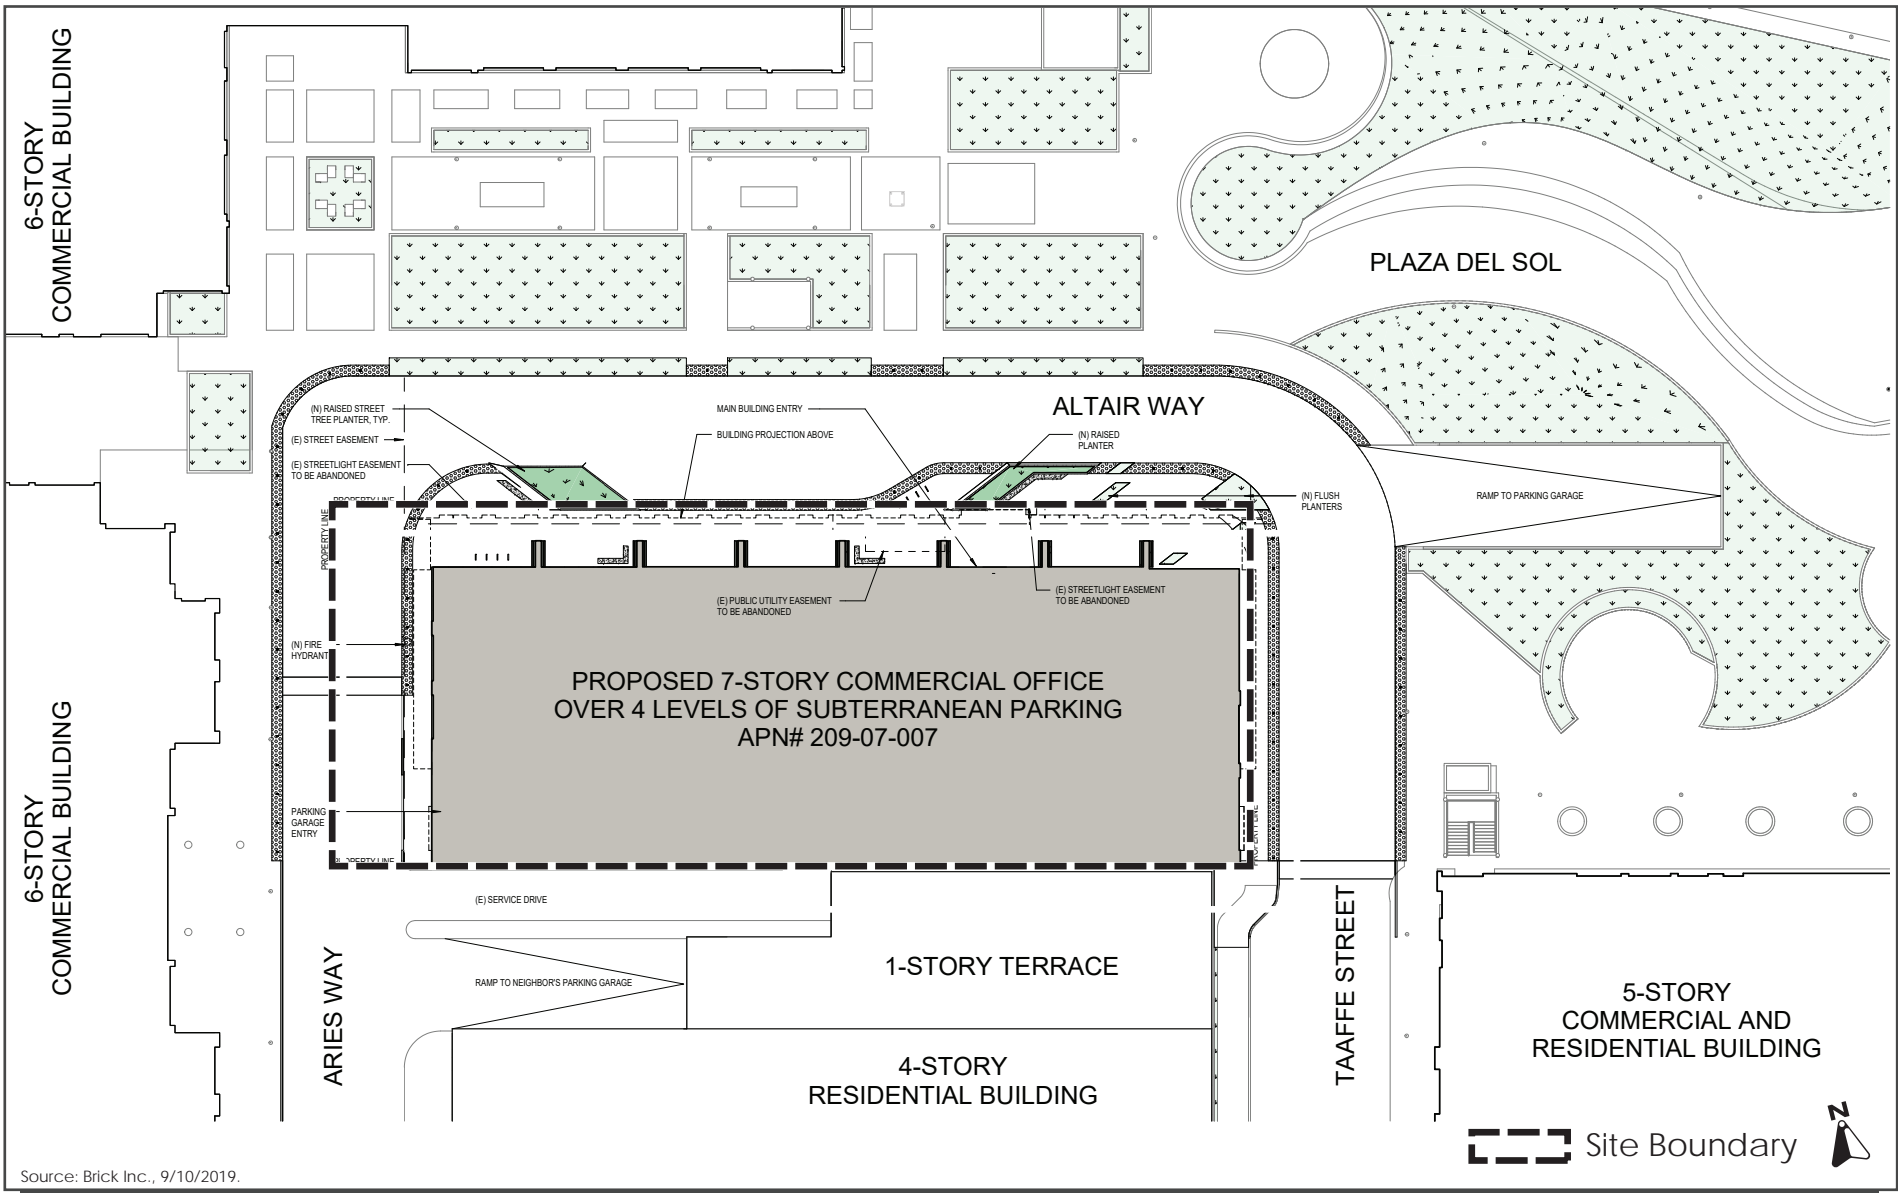 6-STORY
COMMERCIAL BUILDING
PLAZA DEL SOL
ALTAIR WAY
(N) RAISED STREET
TREE PLANTER, TYP.
(E) STREET EASEMENT
(E) STREETLIGHT EASEMENT
TO BE ABANDONED
MAIN BUILDING ENTRY
BUILDING PROJECTION ABOVE
(N) RAISED
PLANTER
RAMP TO PARKING GARAGE
(N) FLUSH
PLANTERS
PROPERTY LINE
PROPERTY LINE
(E) PUBLIC UTILITY EASEMENT
TO BE ABANDONED
(E) STREETLIGHT EASEMENT
TO BE ABANDONED
(N) FIRE
HYDRANT
PROPOSED 7-STORY COMMERCIAL OFFICE
OVER 4 LEVELS OF SUBTERRANEAN PARKING
APN# 209-07-007
PARKING
GARAGE
ENTRY
PROPERTY LINE
PROPERTY LINE
6-STORY
COMMERCIAL BUILDING
(E) SERVICE DRIVE
ARIES WAY
RAMP TO NEIGHBOR'S PARKING GARAGE
1-STORY TERRACE
4-STORY
RESIDENTIAL BUILDING
TAAFFE STREET
5-STORY
COMMERCIAL AND
RESIDENTIAL BUILDING
N
Site Boundary
Source: Brick Inc., 9/10/2019.